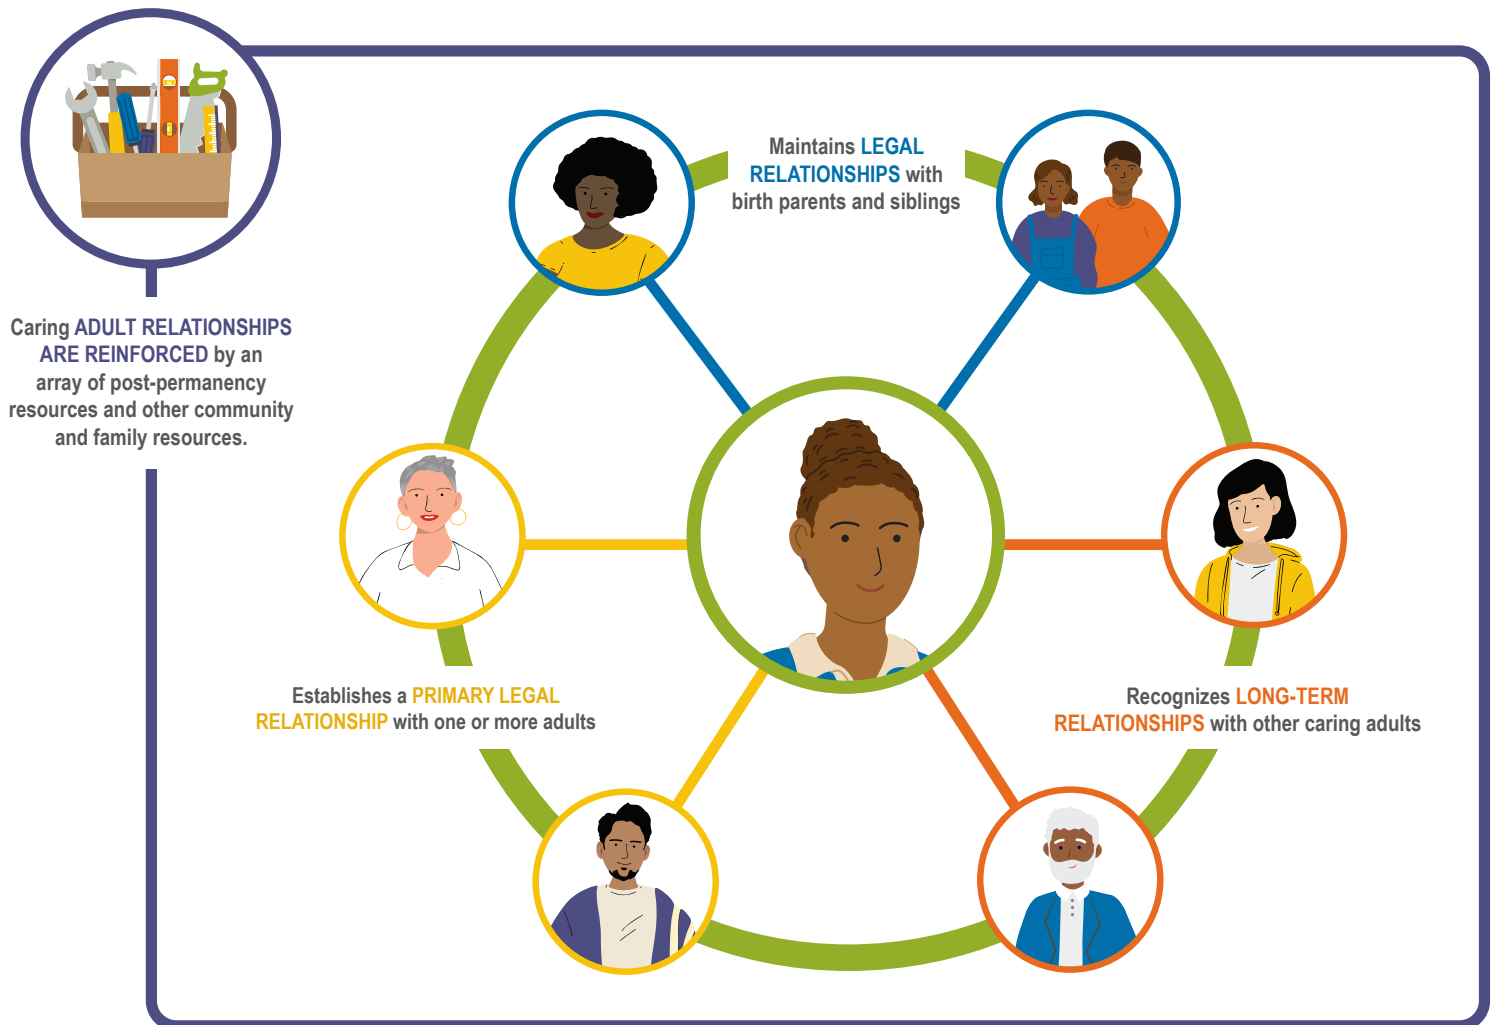 Maintains LEGAL
RELATIONSHIPS with
birth parents and siblings
Caring ADULT RELATIONSHIPS
ARE REINFORCED by an
array of post-permanency
resources and other community
and family resources.
Establishes a PRIMARY LEGAL
RELATIONSHIP with one or more adults
Recognizes LONG-TERM
RELATIONSHIPS with other caring adults